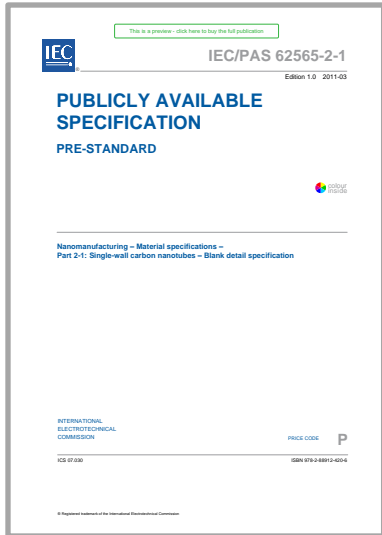 This is a preview - click here to buy the full publication
IEC
®
IEC/PAS 62565-2-1
Edition 1.0 2011-03
PUBLICLY AVAILABLE
SPECIFICATION
PRE-STANDARD
colour
inside
Nanomanufacturing – Material specifications –
Part 2-1: Single-wall carbon nanotubes – Blank detail specification
INTERNATIONAL
ELECTROTECHNICAL
COMMISSION
PRICE CODE P
ICS 07.030
ISBN 978-2-88912-420-6
® Registered trademark of the International Electrotechnical Commission